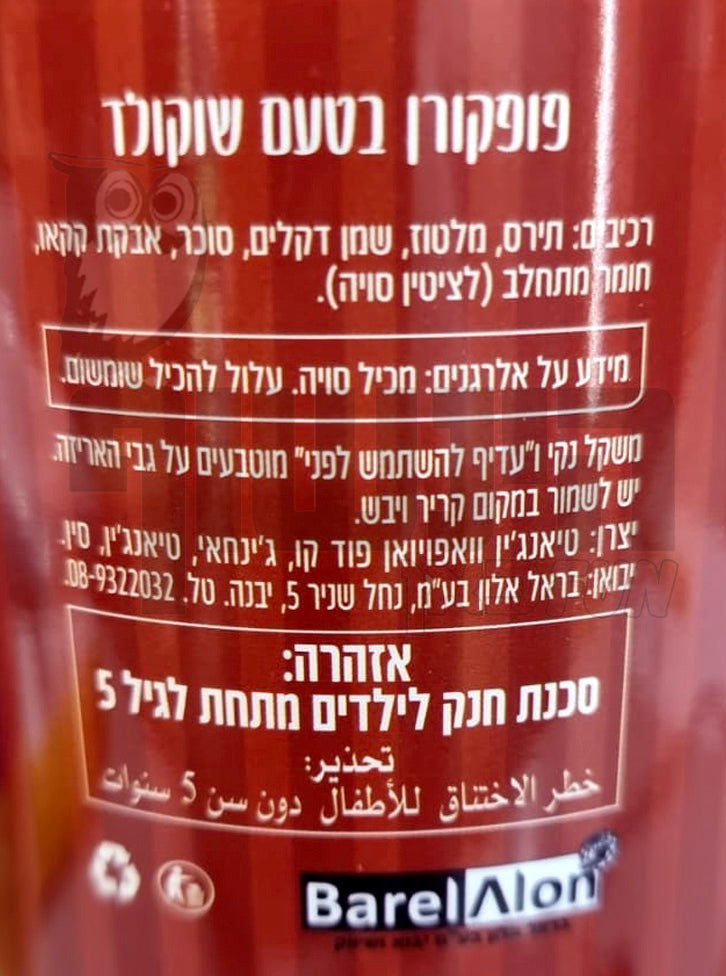 פופקורן בטעם שוקולד
רכיבים: תירס, מלטוז, שמן דקלים, סוכר, אבקת קקאו,
חומר מתחלב (לציטין סויה).
מידע על אלרגנים: מכיל סויה. עלול להכיל שומשום.
משקל נקי ו"עדיף להשתמש לפני" מוטבעים על גבי האריזה.
יש לשמור במקום קריר ויבש.
יצרן: טיאנג'ין וואפויואן פוד קו, ג'ינחאי, טיאנג'ין, סין.
יבואן: בראל אלון בע"מ, נחל שניר 5, יבנה. טל. 08-9322032.
אזהרה:
סכנת חנק לילדים מתחת לגיל 5
تحذير:
خطر الاختناق للأطفال دون سن 5 سنوات
BarelAlon